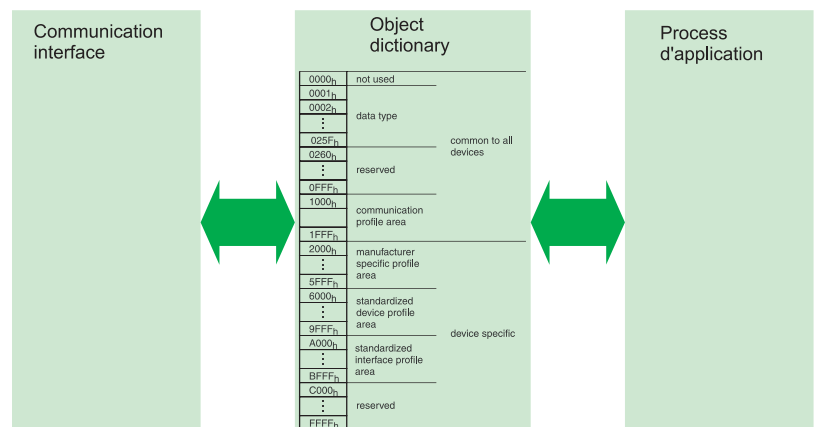 Communication
interface
Object
dictionary
Process
d'application
0000h not used
0001h
0002h
⋮
025Fh
data type
0260h
⋮
0FFFh
reserved
common to all
devices
1000h
1FFFh
communication
profile area
2000h
⋮
5FFFh
manufacturer
specific profile
area
6000h
⋮
9FFFh
standardized
device profile
area
device specific
A000h
⋮
BFFFh
standardized
interface profile
area
C000h
⋮
FFFFh
reserved